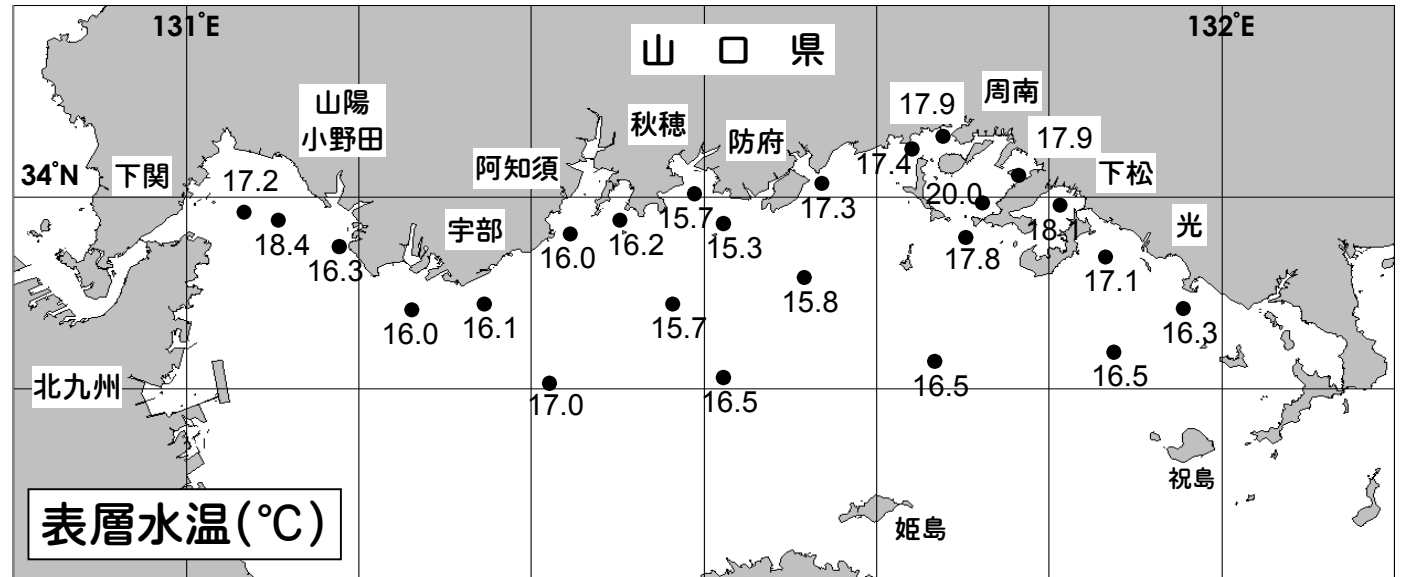 131°E
132°E
山 口 県
17.9
周南
山陽
小野田
秋穂
防府
17.9
17.4
阿知須
下松
34°N
下関
17.2
20.0
17.3
15.7
18.1
光
宇部
18.4
16.0
16.2
15.3
17.8
16.3
17.1
15.8
16.0
16.1
15.7
16.3
16.5
16.5
北九州
17.0
16.5
祝島
表層水温(℃)
姫島